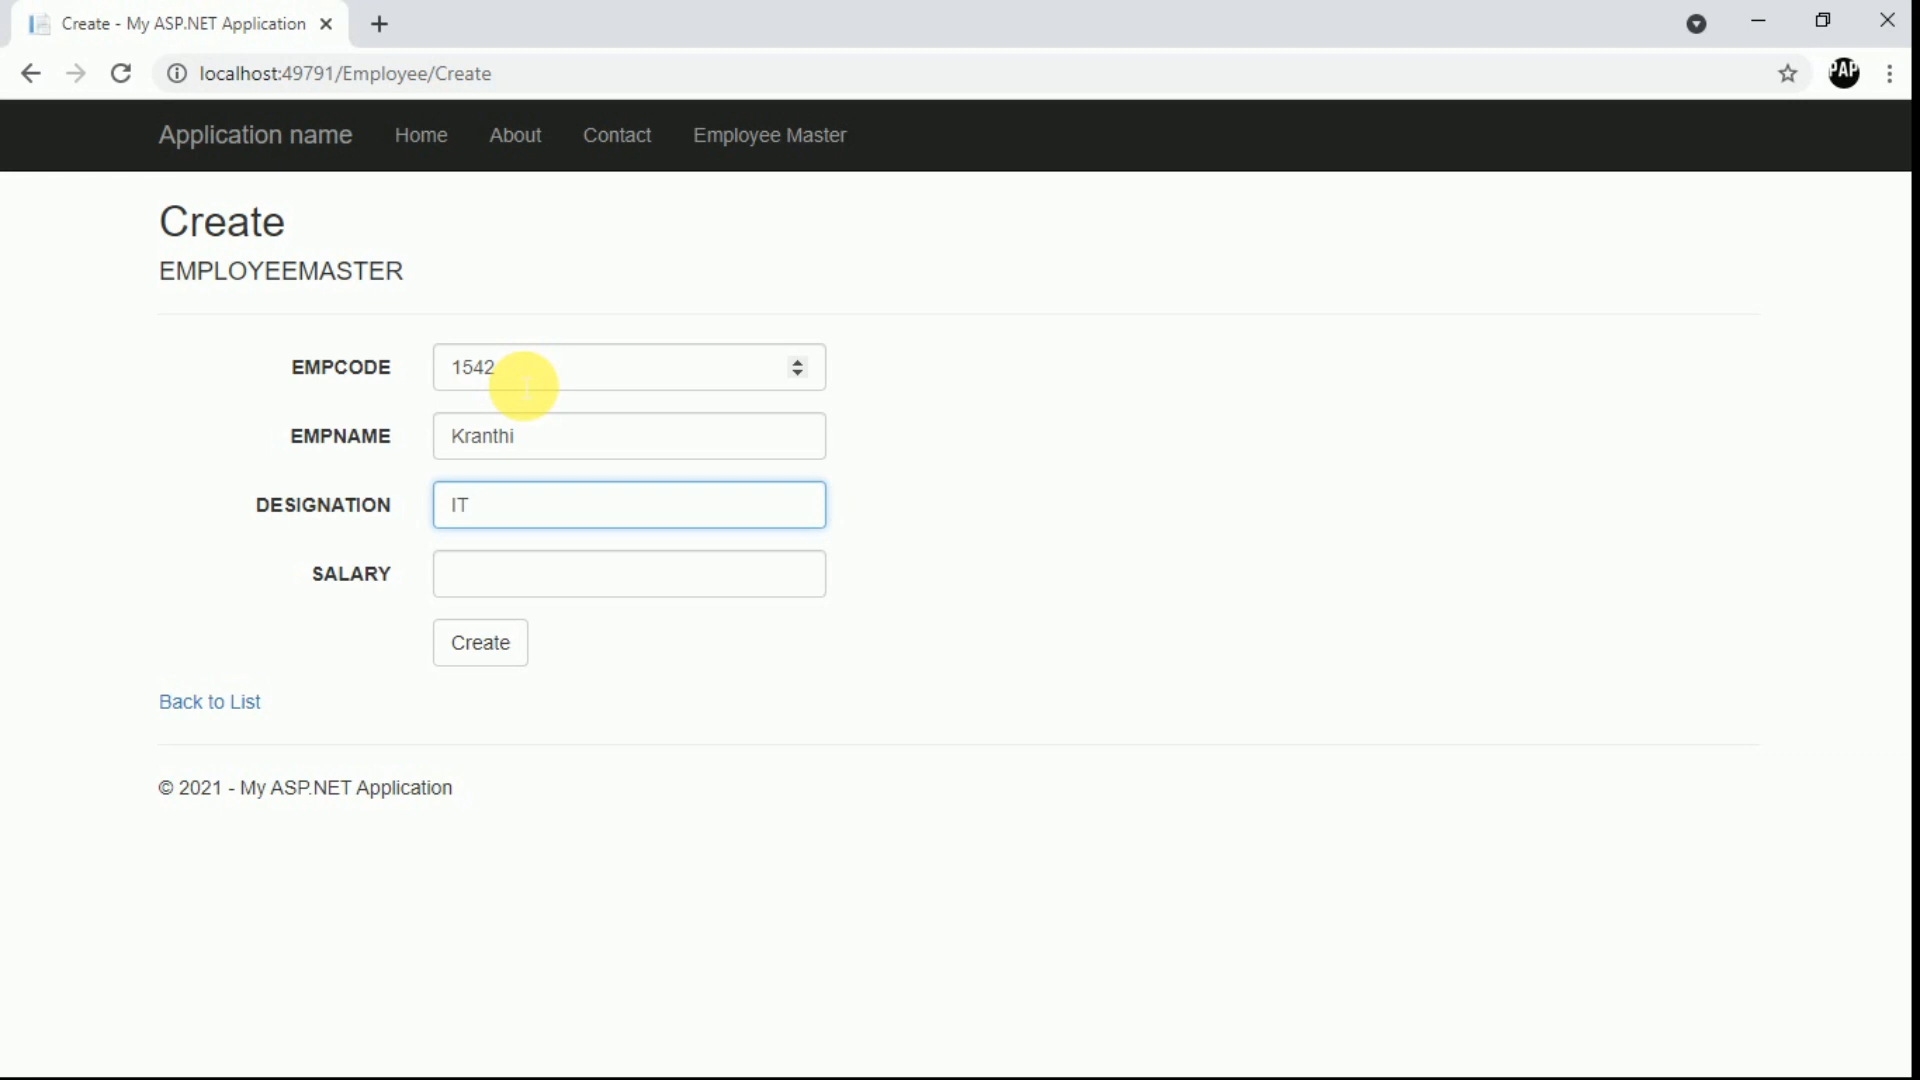 Create - My ASP.NET Application
localhost:49791/Employee/Create
PAP
Application name Home About Contact Employee Master
Create
EMPLOYEEMASTER
EMPCODE 1542
EMPNAME Kranthi
DESIGNATION IT
SALARY
Create
Back to List
© 2021 - My ASP.NET Application